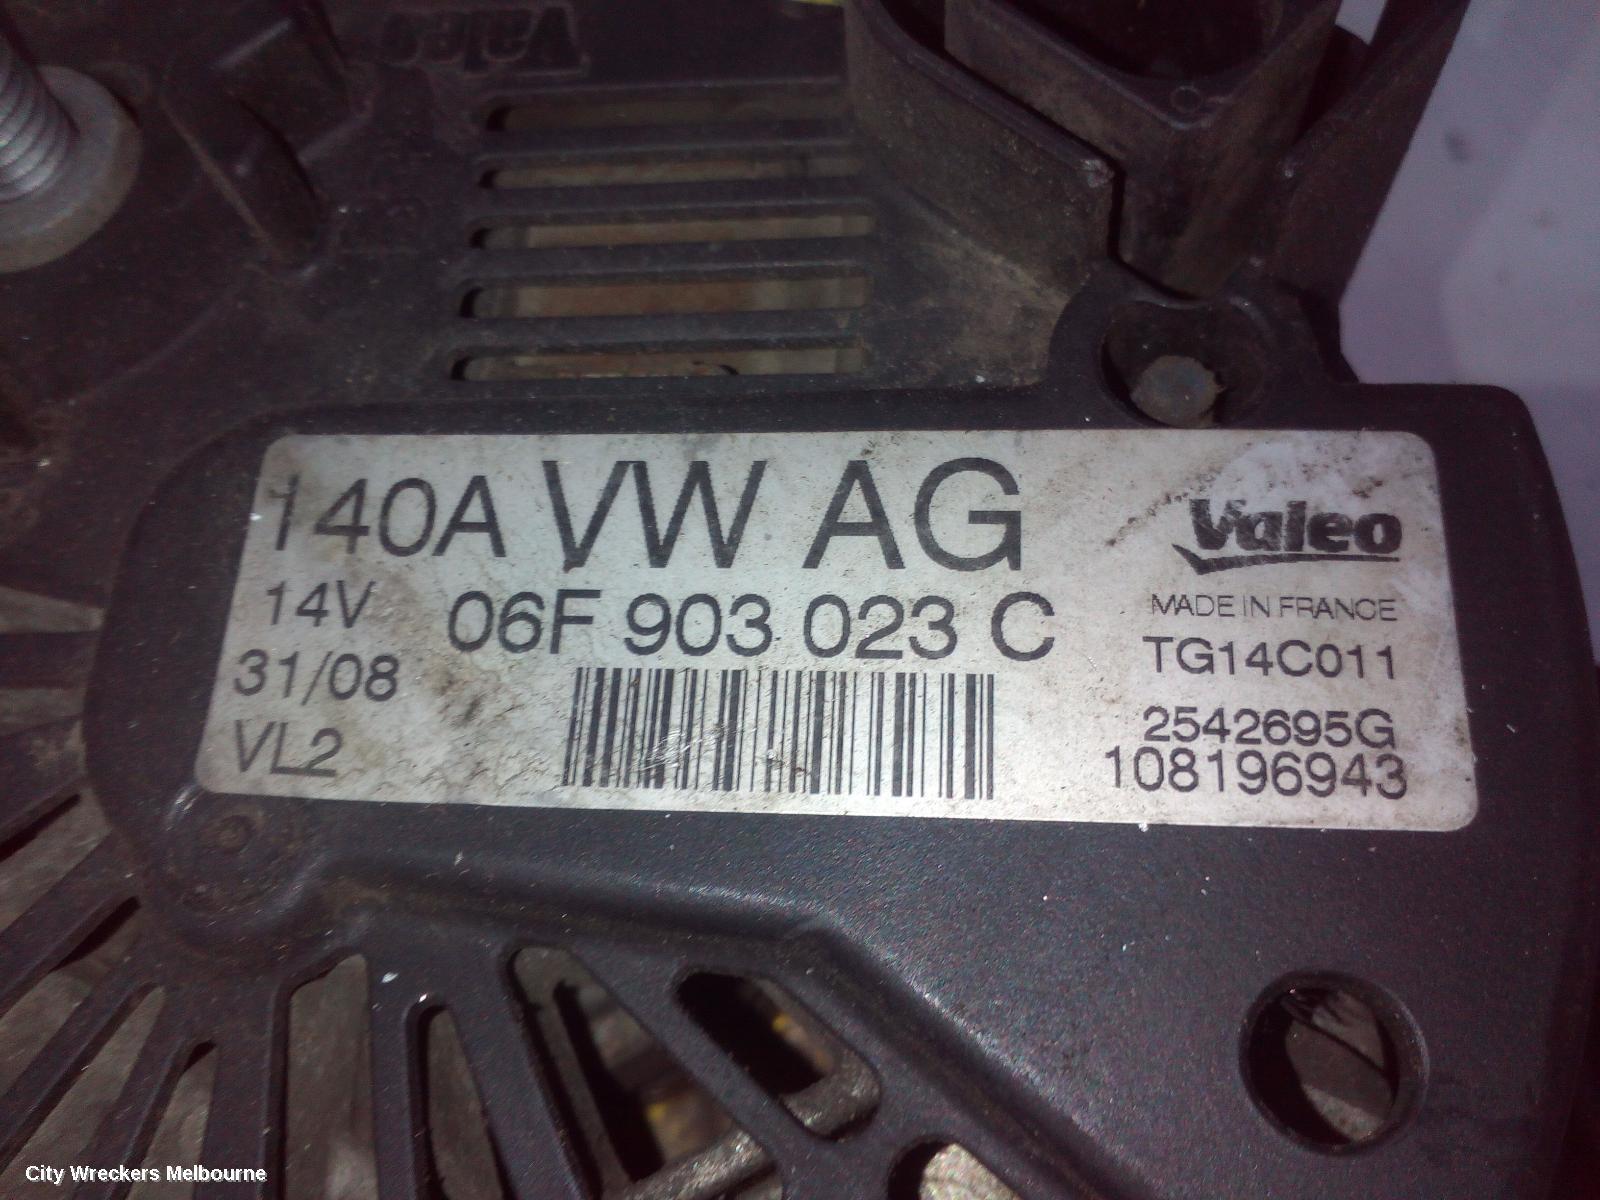 Valeo
140A VW AG
14V 06F 903 023 C
31/08
VL2
Valeo
MADE IN FRANCE
TG14C011
2542695G
108196943
City Wreckers Melbourne